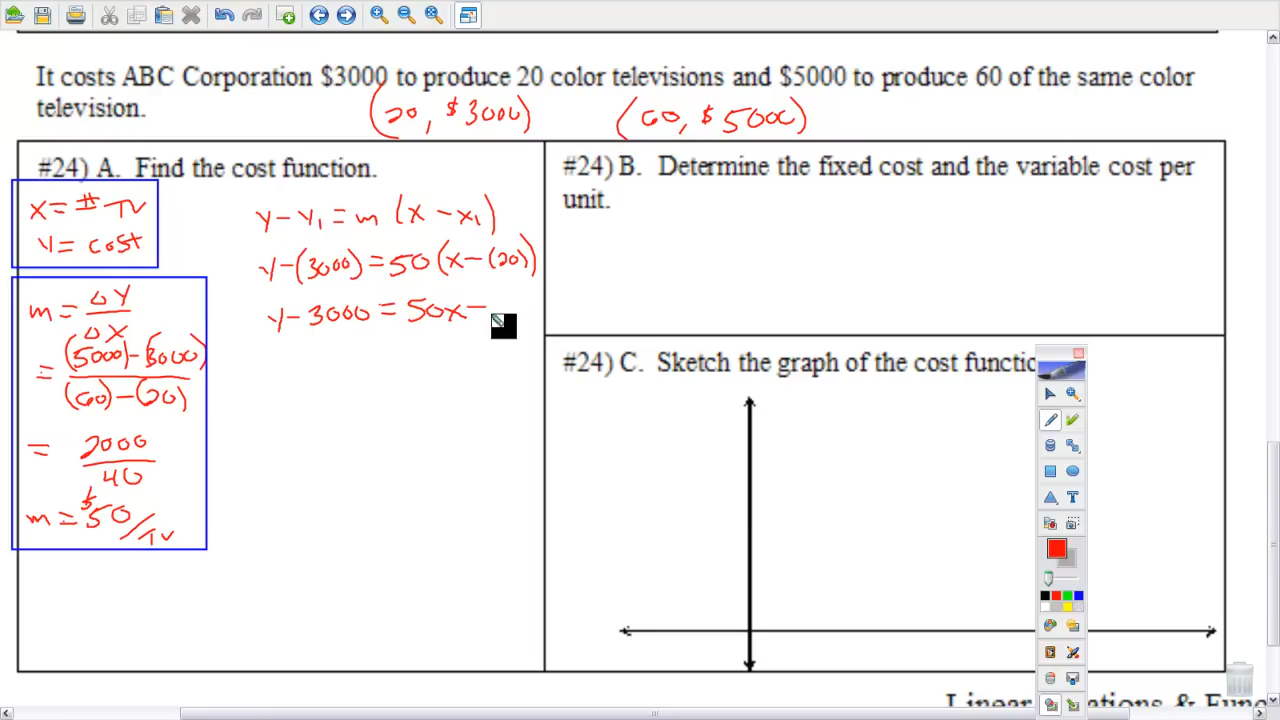 It costs ABC Corporation $3000 to produce 20 color televisions and $5000 to produce 60 of the same color
television.
(20, $3000) (60, $5000)
#24) A. Find the cost function.
x = # TV
y = cost
m = ΔY/ΔX
= (5000)-(3000)/(60)-(20)
= 2000/40
m = $50/TV
y - y₁ = m (x - x₁)
y-(3000) = 50(x-(20))
y-3000 = 50x-
#24) B. Determine the fixed cost and the variable cost per
unit.
#24) C. Sketch the graph of the cost functio
T
Linear
ations & Func